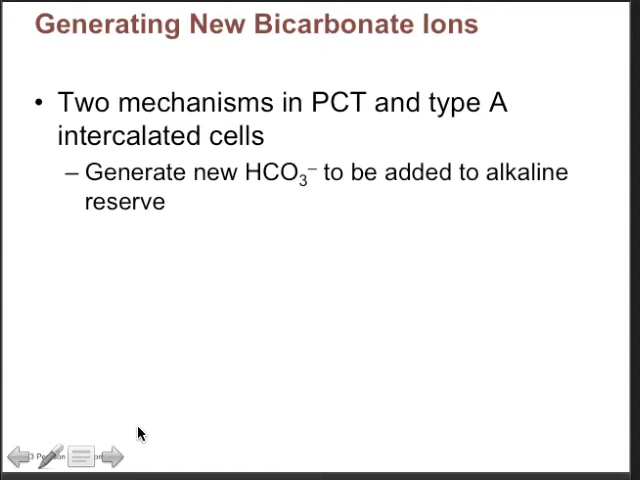 Generating New Bicarbonate Ions
• Two mechanisms in PCT and type A
intercalated cells
– Generate new HCO₃⁻ to be added to alkaline
reserve